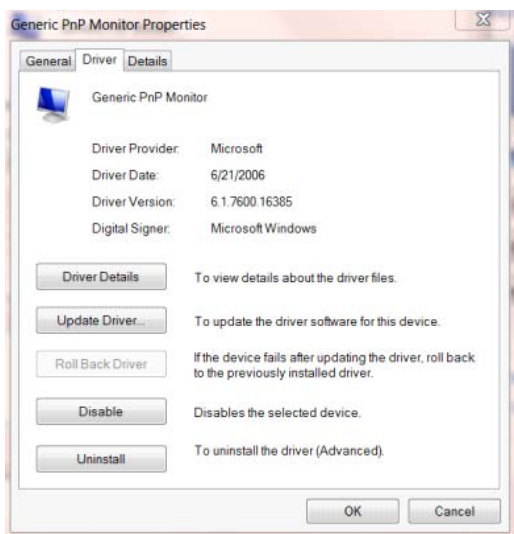 Generic PnP Monitor Properties
General Driver Details
Generic PnP Monitor
Driver Provider: Microsoft
Driver Date: 6/21/2006
Driver Version: 6.1.7600.16385
Digital Signer: Microsoft Windows
Driver Details To view details about the driver files.
Update Driver... To update the driver software for this device.
Roll Back Driver If the device fails after updating the driver, roll back
to the previously installed driver.
Disable Disables the selected device.
Uninstall To uninstall the driver (Advanced).
OK Cancel